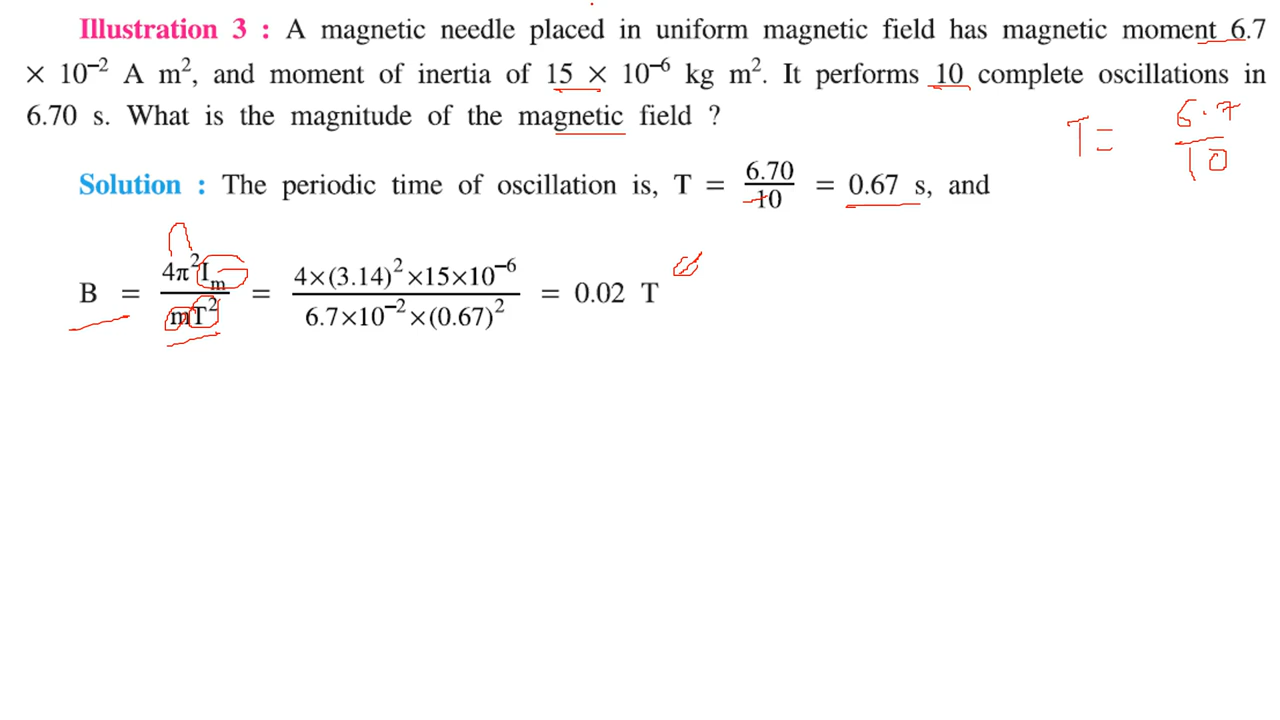 Illustration 3 : A magnetic needle placed in uniform magnetic field has magnetic moment 6.7
× 10⁻² A m², and moment of inertia of 15 × 10⁻⁶ kg m². It performs 10 complete oscillations in
6.70 s. What is the magnitude of the magnetic field ?
T = 6.7/10
Solution : The periodic time of oscillation is, T = 6.70/10 = 0.67 s, and
B = 4π²Iₘ/mT² = 4×(3.14)²×15×10⁻⁶/6.7×10⁻²×(0.67)² = 0.02 T